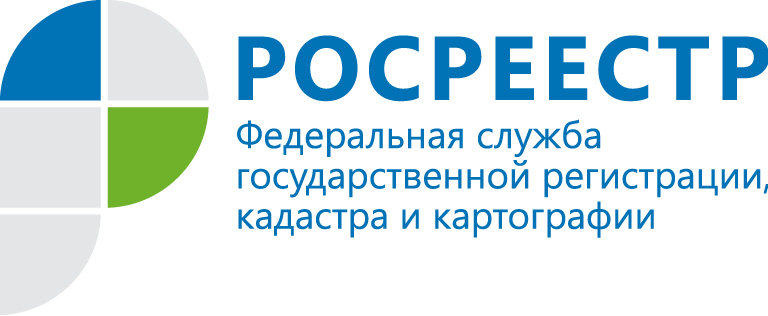 РОСРЕЕСТР
Федеральная служба
государственной регистрации,
кадастра и картографии